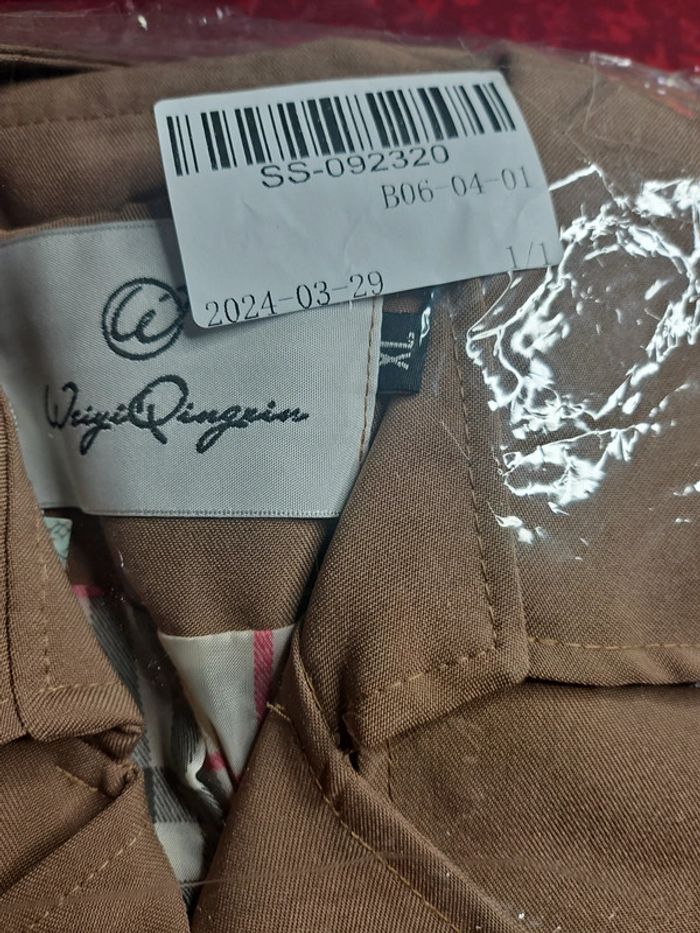 SS-092320
B06-04-01
1/1
2024-03-29
XL
WeiyiQingxin